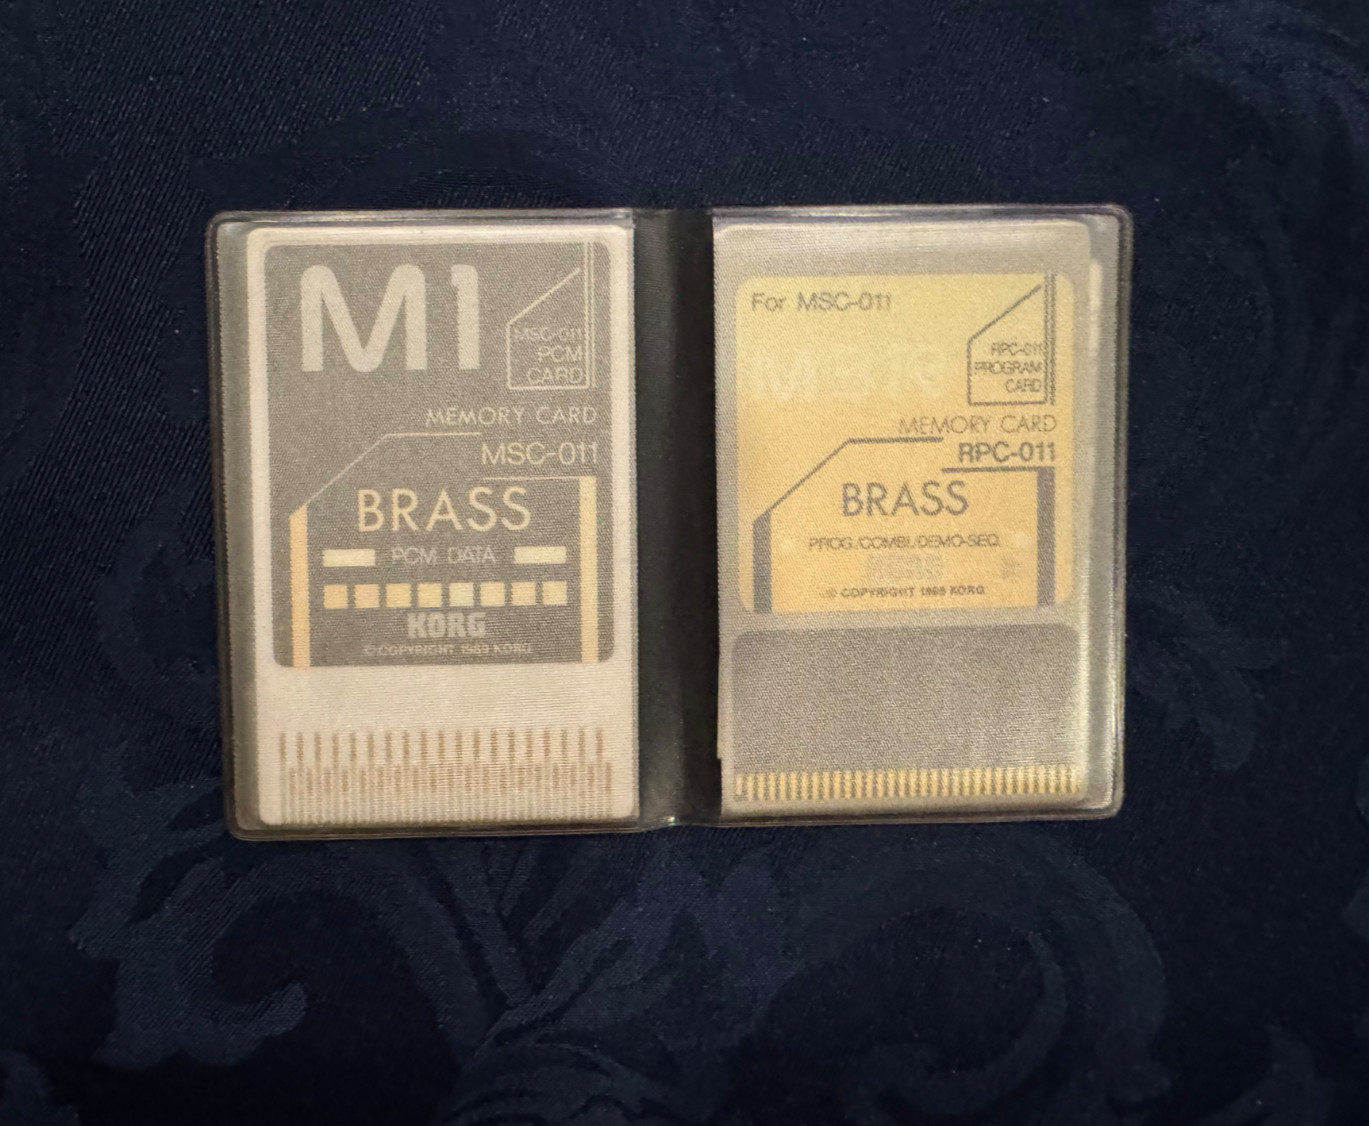 M1
MSC-011
PCM
CARD
MEMORY CARD
MSC-011
BRASS
PCM DATA
KORG
© COPYRIGHT 1989 KORG
For MSC-011
RPC-011
PROGRAM
CARD
MEMORY CARD
RPC-011
BRASS
PROG./COMBI./DEMO-SEQ.
© COPYRIGHT 1989 KORG